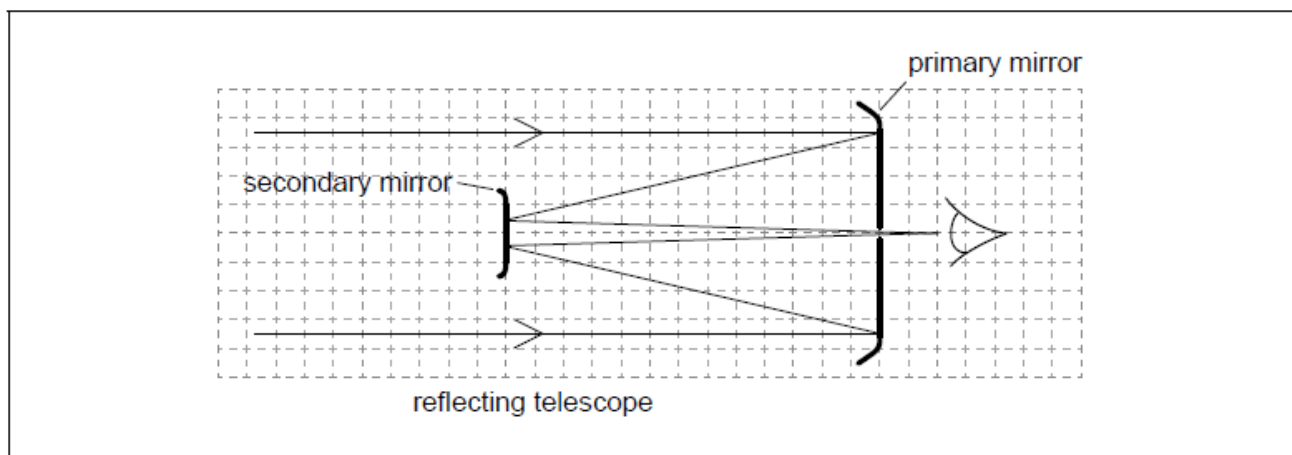 primary mirror
secondary mirror
reflecting telescope